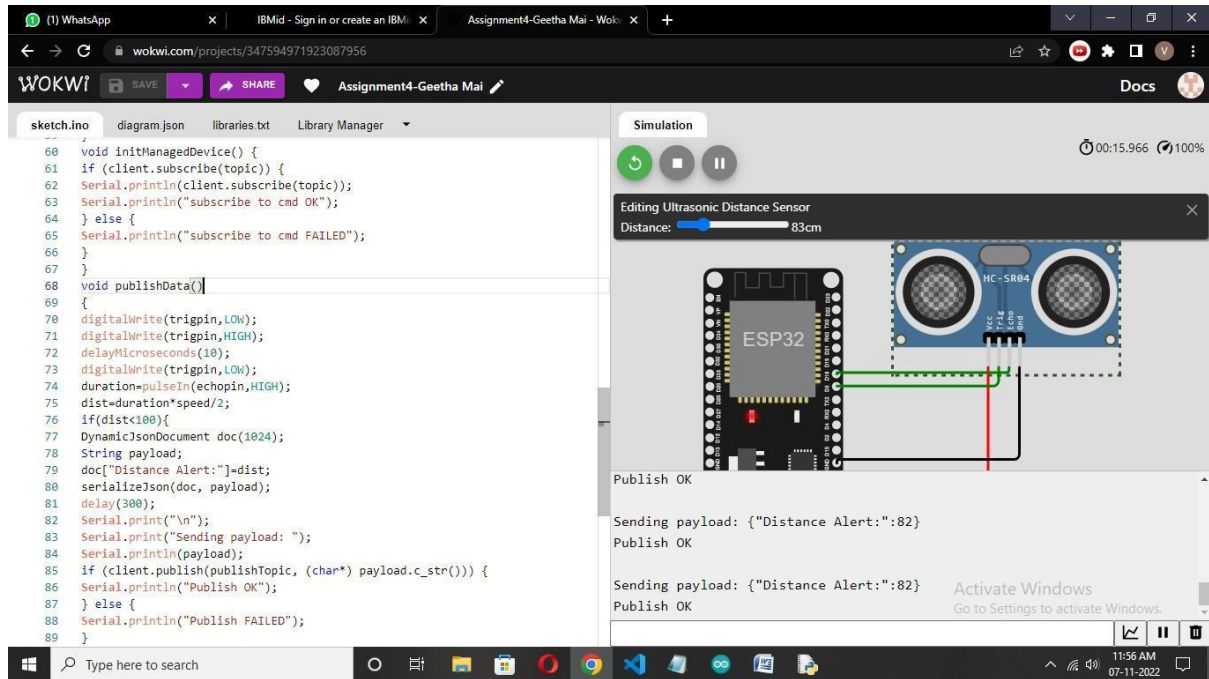 (1) WhatsApp
IBMid - Sign in or create an IBMi
Assignment4-Geetha Mai - Wok
wokwi.com/projects/347594971923087956
V
WOKWi
SAVE
SHARE
Assignment4-Geetha Mai
Docs
sketch.ino diagram.json libraries.txt Library Manager
60 void initManagedDevice() {
61 if (client.subscribe(topic)) {
62 Serial.println(client.subscribe(topic));
63 Serial.println("subscribe to cmd OK");
64 } else {
65 Serial.println("subscribe to cmd FAILED");
66 }
67 }
68 void publishData()
69 {
70 digitalWrite(trigpin,LOW);
71 digitalWrite(trigpin,HIGH);
72 delayMicroseconds(10);
73 digitalWrite(trigpin,LOW);
74 duration=pulseIn(echopin,HIGH);
75 dist=duration*speed/2;
76 if(dist<100){
77 DynamicJsonDocument doc(1024);
78 String payload;
79 doc["Distance Alert:"]=dist;
80 serializeJson(doc, payload);
81 delay(300);
82 Serial.print("\n");
83 Serial.print("Sending payload: ");
84 Serial.println(payload);
85 if (client.publish(publishTopic, (char*) payload.c_str())) {
86 Serial.println("Publish OK");
87 } else {
88 Serial.println("Publish FAILED");
89 }
Simulation
00:15.966 100%
Editing Ultrasonic Distance Sensor
Distance: 83cm
HC-SR04
Vcc
Trig
Echo
Gnd
ESP32
Publish OK
Sending payload: {"Distance Alert:":82}
Publish OK
Sending payload: {"Distance Alert:":82}
Publish OK
Activate Windows
Go to Settings to activate Windows.
Type here to search
11:56 AM
07-11-2022